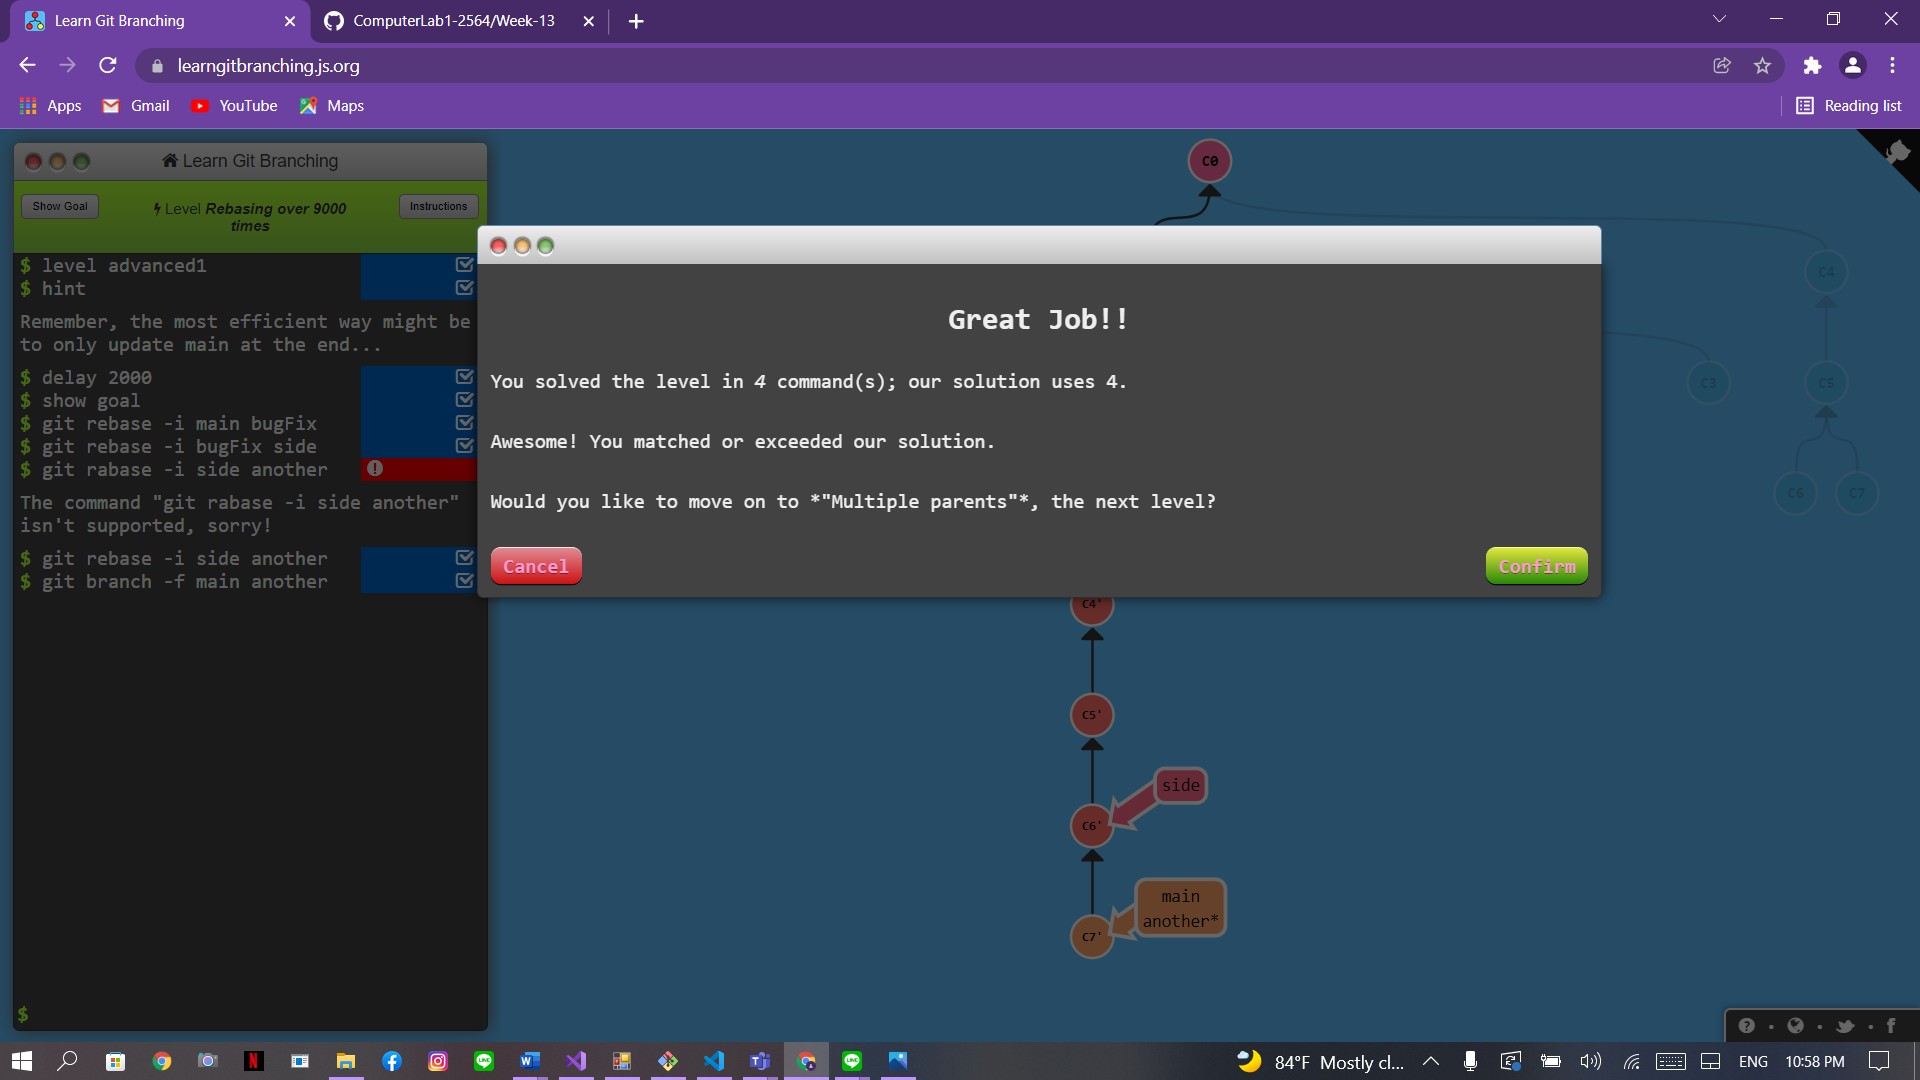 Learn Git Branching
ComputerLab1-2564/Week-13
learngitbranching.js.org
Apps
Gmail
YouTube
Maps
Reading list
Learn Git Branching
Show Goal
Level Rebasing over 9000
times
Instructions
$ level advanced1
$ hint
Remember, the most efficient way might be
to only update main at the end...
$ delay 2000
$ show goal
$ git rebase -i main bugFix
$ git rebase -i bugFix side
$ git rabase -i side another
The command "git rabase -i side another"
isn't supported, sorry!
$ git rebase -i side another
$ git branch -f main another
$
C0
C4
C3
C5
C6
C7
Great Job!!
You solved the level in 4 command(s); our solution uses 4.
Awesome! You matched or exceeded our solution.
Would you like to move on to *"Multiple parents"*, the next level?
Cancel
Confirm
C4'
C5'
side
C6'
main
another*
C7'
84°F Mostly cl...
ENG
10:58 PM